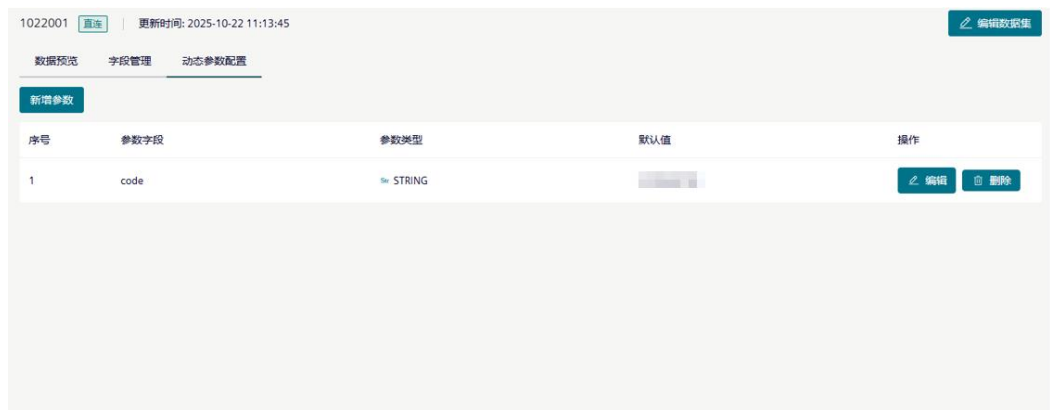 1022001 直连 更新时间: 2025-10-22 11:13:45 编辑数据集
数据预览 字段管理 动态参数配置
新增参数
序号 参数字段 参数类型 默认值 操作
1 code Str STRING 编辑 删除